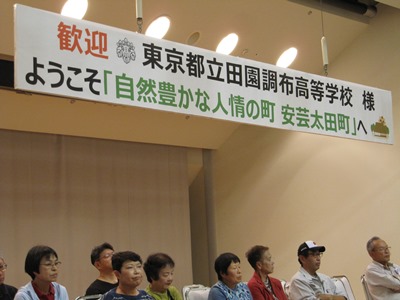 歓迎 東京都立田園調布高等学校 様
ようこそ「自然豊かな人情の町 安芸太田町」へ